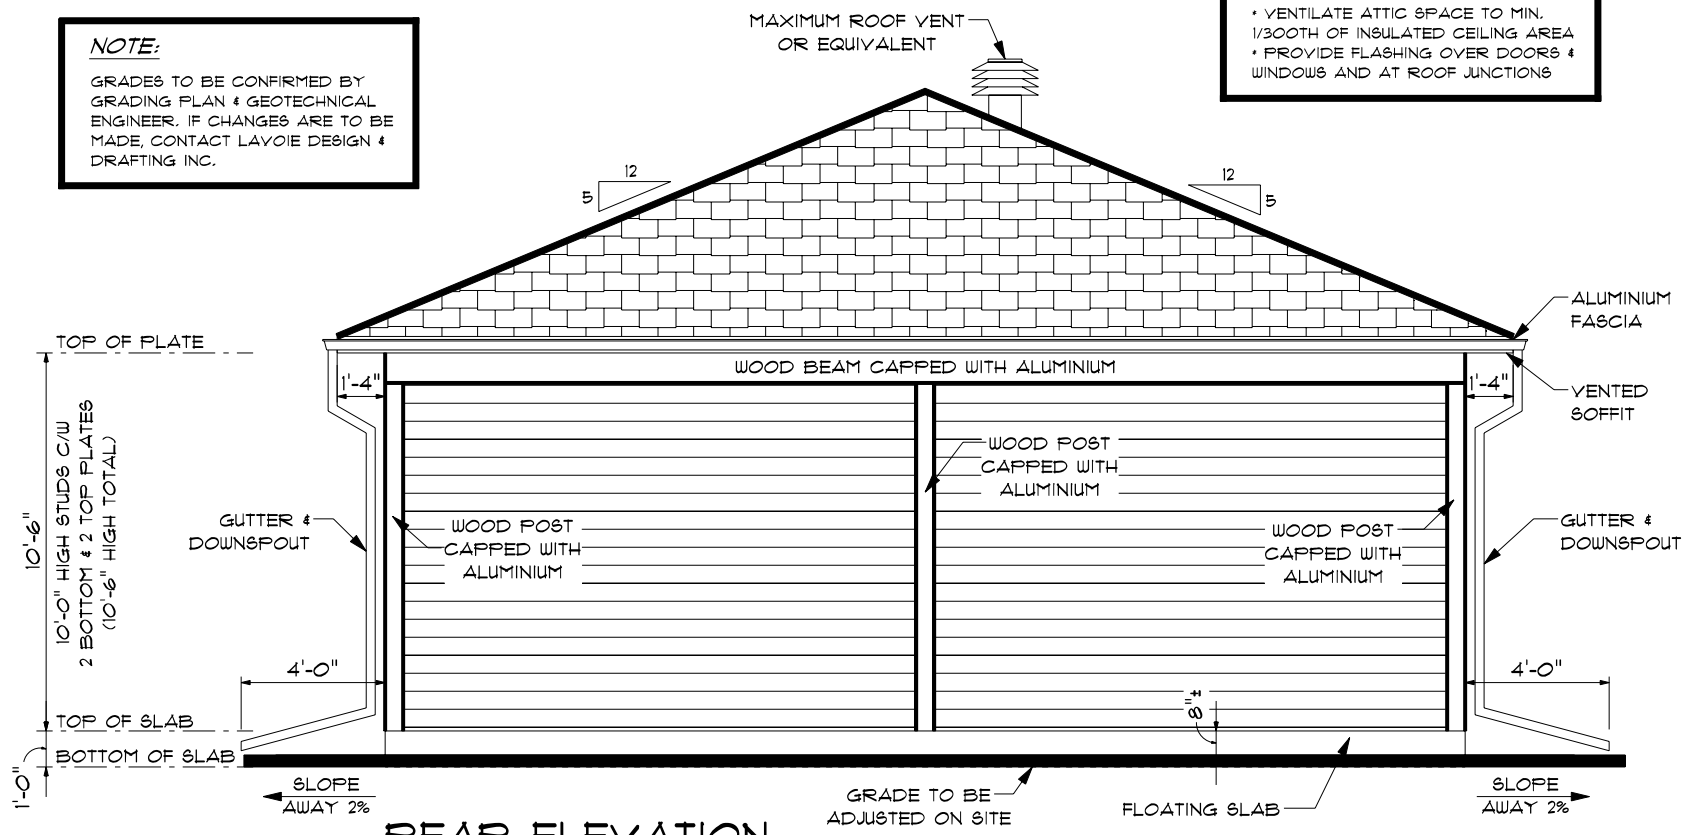 MAXIMUM ROOF VENT
OR EQUIVALENT
NOTE:
GRADES TO BE CONFIRMED BY
GRADING PLAN & GEOTECHNICAL
ENGINEER. IF CHANGES ARE TO BE
MADE, CONTACT LAVOIE DESIGN &
DRAFTING INC.
* VENTILATE ATTIC SPACE TO MIN.
1/300TH OF INSULATED CEILING AREA
* PROVIDE FLASHING OVER DOORS &
WINDOWS AND AT ROOF JUNCTIONS
12
5
12
5
ALUMINIUM
FASCIA
TOP OF PLATE
WOOD BEAM CAPPED WITH ALUMINIUM
1'-4"
1'-4"
VENTED
SOFFIT
10'-6"
10'-0" HIGH STUDS C/W
2 BOTTOM & 2 TOP PLATES
(10'-6" HIGH TOTAL)
WOOD POST
CAPPED WITH
ALUMINIUM
GUTTER &
DOWNSPOUT
WOOD POST
CAPPED WITH
ALUMINIUM
WOOD POST
CAPPED WITH
ALUMINIUM
GUTTER &
DOWNSPOUT
4'-0"
4'-0"
8"±
TOP OF SLAB
BOTTOM OF SLAB
1'-0"
SLOPE
AWAY 2%
GRADE TO BE
ADJUSTED ON SITE
FLOATING SLAB
SLOPE
AWAY 2%
REAR ELEVATION